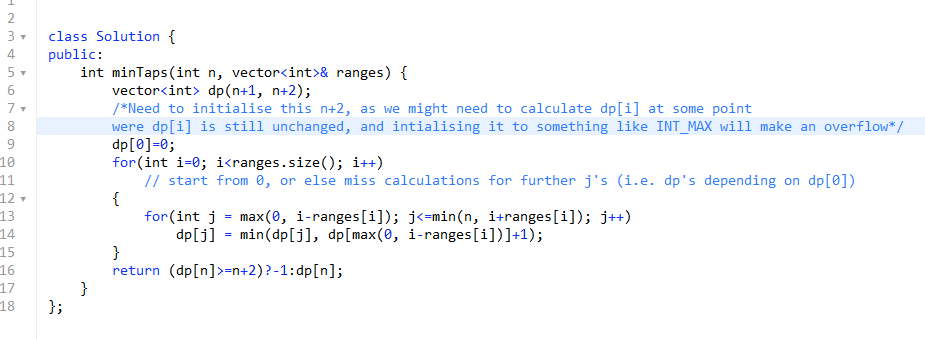 1
2
3 class Solution {
4 public:
5 int minTaps(int n, vector<int>& ranges) {
6 vector<int> dp(n+1, n+2);
7 /*Need to initialise this n+2, as we might need to calculate dp[i] at some point
8 were dp[i] is still unchanged, and intialising it to something like INT_MAX will make an overflow*/
9 dp[0]=0;
10 for(int i=0; i<ranges.size(); i++)
11 // start from 0, or else miss calculations for further j's (i.e. dp's depending on dp[0])
12 {
13 for(int j = max(0, i-ranges[i]); j<=min(n, i+ranges[i]); j++)
14 dp[j] = min(dp[j], dp[max(0, i-ranges[i])]+1);
15 }
16 return (dp[n]>=n+2)?-1:dp[n];
17 }
18 };